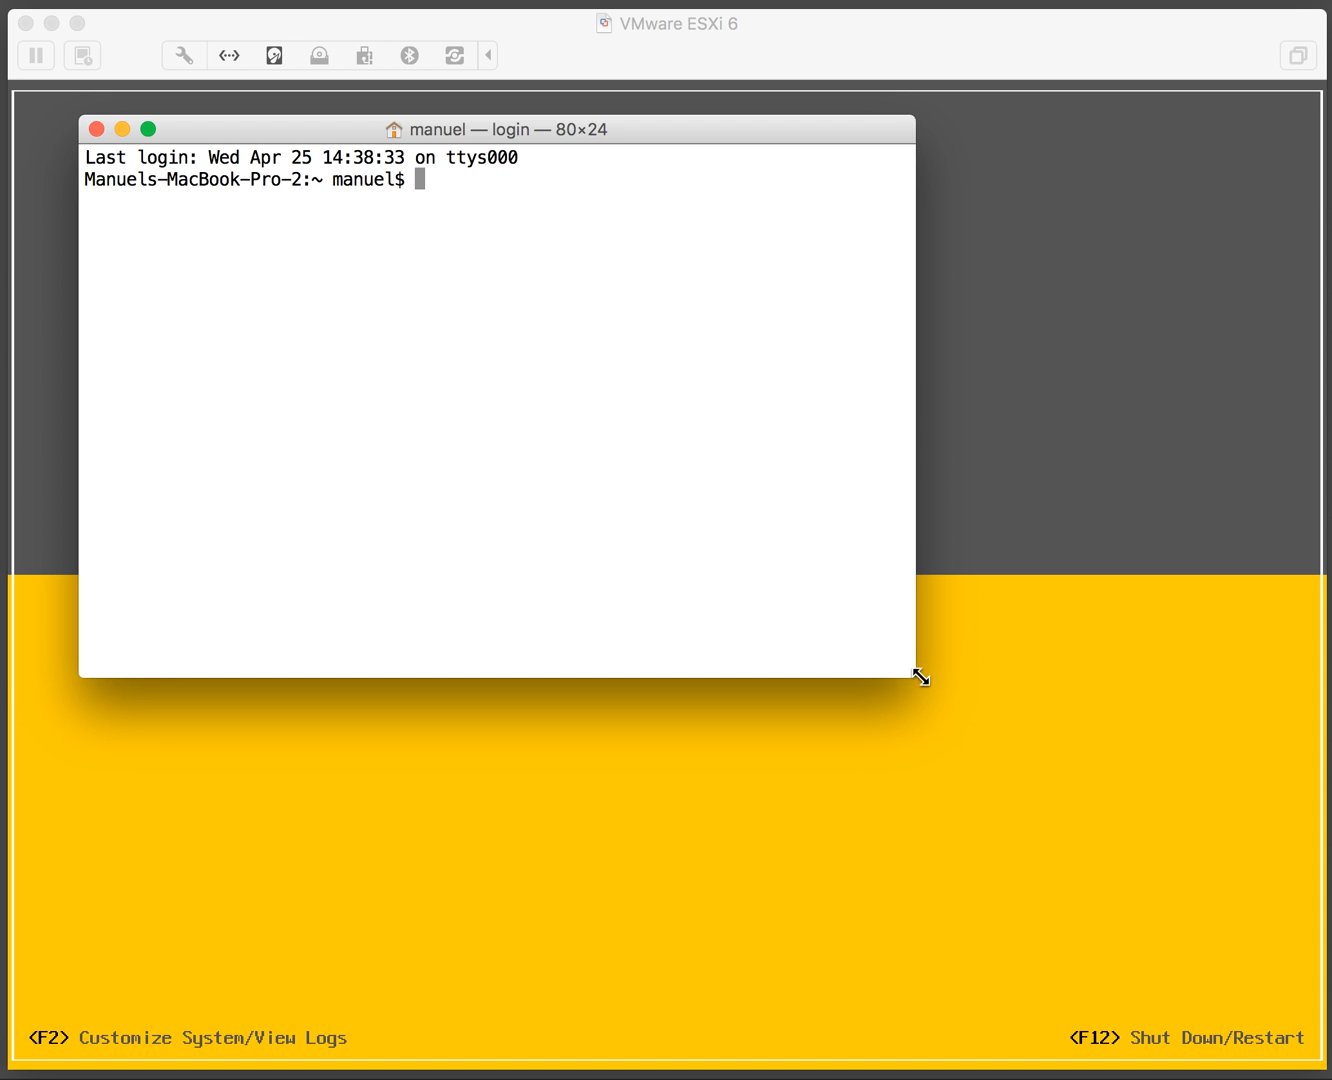 VMware ESXi 6
manuel — login — 80×24
Last login: Wed Apr 25 14:38:33 on ttys000
Manuels-MacBook-Pro-2:~ manuel$
<F2> Customize System/View Logs
<F12> Shut Down/Restart